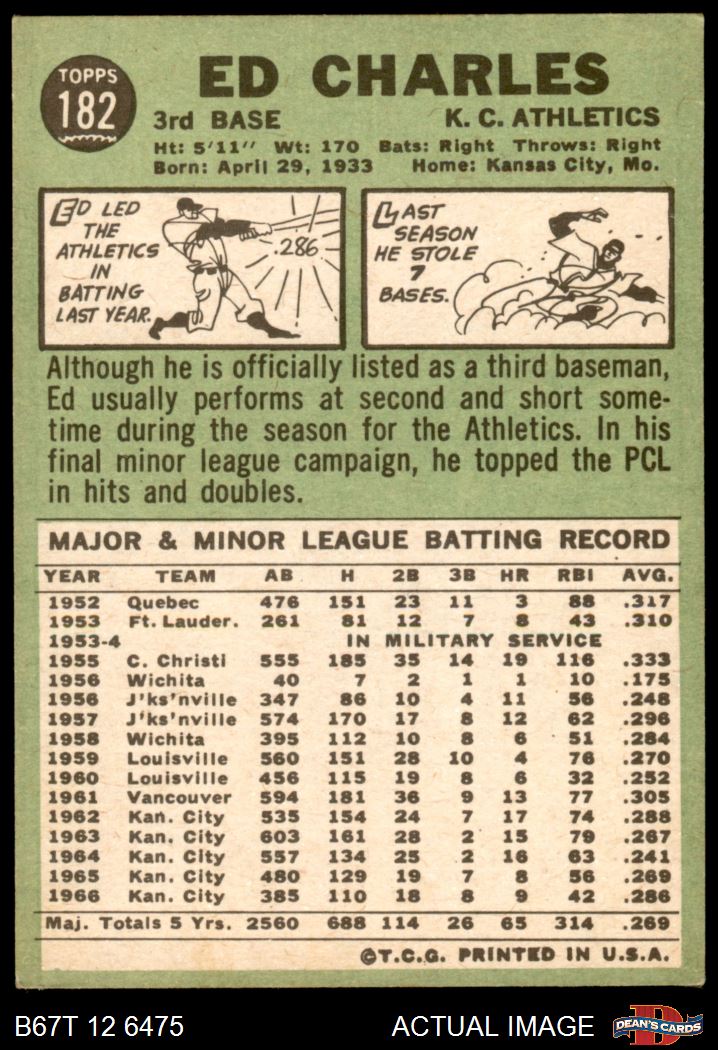 TOPPS
182
ED CHARLES
3rd BASE K. C. ATHLETICS
Ht: 5'11" Wt: 170 Bats: Right Throws: Right
Born: April 29, 1933 Home: Kansas City, Mo.
ED LED
THE
ATHLETICS
IN
BATTING
LAST YEAR.
.286
LAST
SEASON
HE STOLE
7
BASES.
Although he is officially listed as a third baseman,
Ed usually performs at second and short some-
time during the season for the Athletics. In his
final minor league campaign, he topped the PCL
in hits and doubles.
MAJOR & MINOR LEAGUE BATTING RECORD
YEAR TEAM AB H 2B 3B HR RBI AVG.
1952 Quebec 476 151 23 11 3 88 .317
1953 Ft. Lauder. 261 81 12 7 8 43 .310
1953-4 IN MILITARY SERVICE
1955 C. Christi 555 185 35 14 19 116 .333
1956 Wichita 40 7 2 1 1 10 .175
1956 J'ks'nville 347 86 10 4 11 56 .248
1957 J'ks'nville 574 170 17 8 12 62 .296
1958 Wichita 395 112 10 8 6 51 .284
1959 Louisville 560 151 28 10 4 76 .270
1960 Louisville 456 115 19 8 6 32 .252
1961 Vancouver 594 181 36 9 13 77 .305
1962 Kan. City 535 154 24 7 17 74 .288
1963 Kan. City 603 161 28 2 15 79 .267
1964 Kan. City 557 134 25 2 16 63 .241
1965 Kan. City 480 129 19 7 8 56 .269
1966 Kan. City 385 110 18 8 9 42 .286
Maj. Totals 5 Yrs. 2560 688 114 26 65 314 .269
©T.C.G. PRINTED IN U.S.A.
B67T 12 6475 ACTUAL IMAGE
D
DEAN'S CARDS